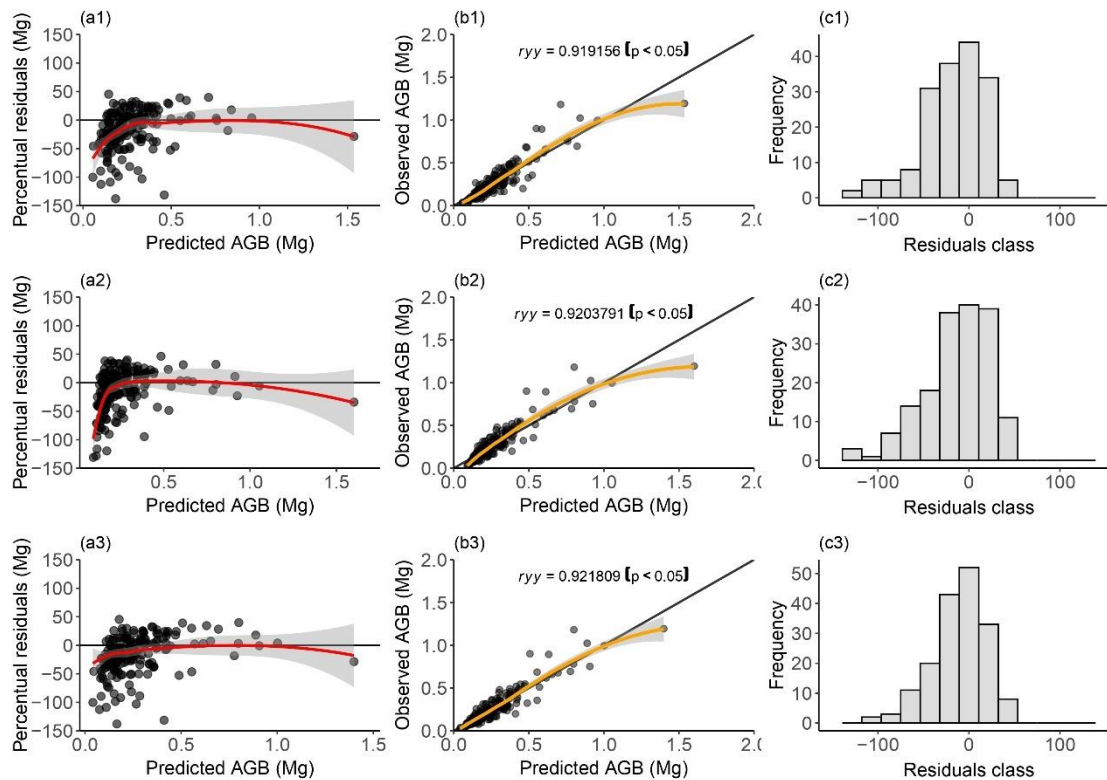 (a1)
Percentual residuals (Mg)
150
100
50
0
−50
−100
−150
0.0
0.5
1.0
1.5
Predicted AGB (Mg)
(b1)
ryy = 0.919156 (p < 0.05)
Observed AGB (Mg)
2.0
1.5
1.0
0.5
0.0
0.0
0.5
1.0
1.5
2.0
Predicted AGB (Mg)
(c1)
Frequency
40
30
20
10
0
−100
0
100
Residuals class
(a2)
Percentual residuals (Mg)
150
100
50
0
−50
−100
−150
0.0
0.5
1.0
1.5
Predicted AGB (Mg)
(b2)
ryy = 0.9203791 (p < 0.05)
Observed AGB (Mg)
2.0
1.5
1.0
0.5
0.0
0.0
0.5
1.0
1.5
2.0
Predicted AGB (Mg)
(c2)
Frequency
40
30
20
10
0
−100
0
100
Residuals class
(a3)
Percentual residuals (Mg)
150
100
50
0
−50
−100
−150
0.0
0.5
1.0
1.5
Predicted AGB (Mg)
(b3)
ryy = 0.921809 (p < 0.05)
Observed AGB (Mg)
2.0
1.5
1.0
0.5
0.0
0.0
0.5
1.0
1.5
2.0
Predicted AGB (Mg)
(c3)
Frequency
50
40
30
20
10
0
−100
0
100
Residuals class